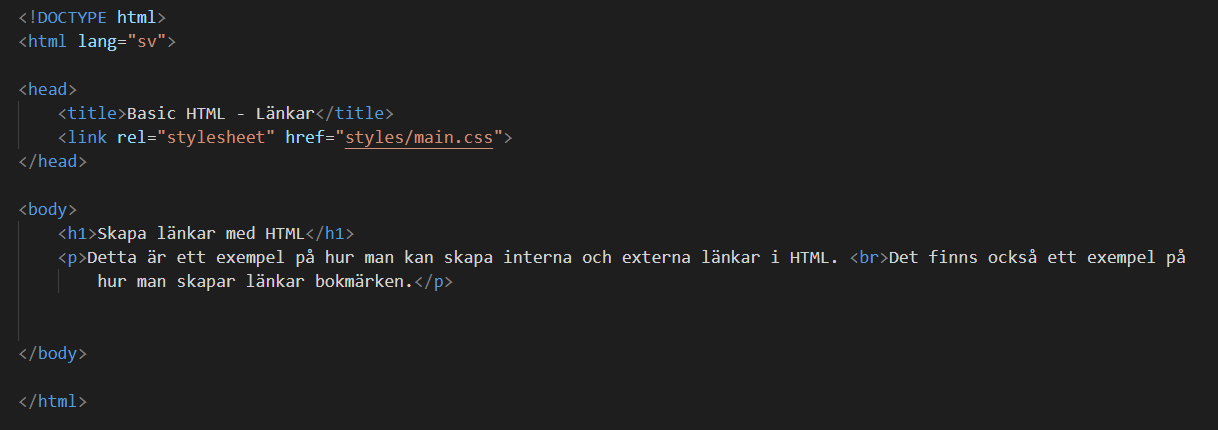 <!DOCTYPE html>
<html lang="sv">
<head>
<title>Basic HTML - Länkar</title>
<link rel="stylesheet" href="styles/main.css">
</head>
<body>
<h1>Skapa länkar med HTML</h1>
<p>Detta är ett exempel på hur man kan skapa interna och externa länkar i HTML. <br>Det finns också ett exempel på
hur man skapar länkar bokmärken.</p>
</body>
</html>